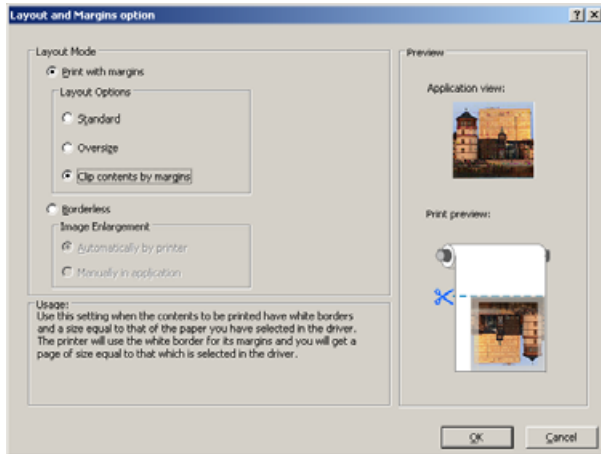 Layout and Margins option
Layout Mode
Print with margins
Layout Options
Standard
Oversize
Clip contents by margins
Borderless
Image Enlargement
Automatically by printer
Manually in application
Usage:
Use this setting when the contents to be printed have white borders
and a size equal to that of the paper you have selected in the driver.
The printer will use the white border for its margins and you will get a
page of size equal to that which is selected in the driver.
Preview
Application view:
Print preview:
OK
Cancel